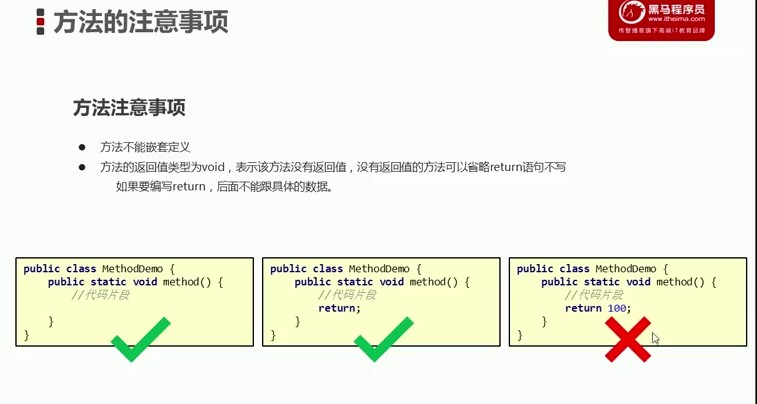 方法的注意事项
黑马程序员
www.itheima.com
传智播客旗下高端IT教育品牌
方法注意事项
● 方法不能嵌套定义
● 方法的返回值类型为void，表示该方法没有返回值，没有返回值的方法可以省略return语句不写
如果要编写return，后面不能跟具体的数据。
public class MethodDemo {
public static void method() {
//代码片段
}
}
public class MethodDemo {
public static void method() {
//代码片段
return;
}
}
public class MethodDemo {
public static void method() {
//代码片段
return 100;
}
}